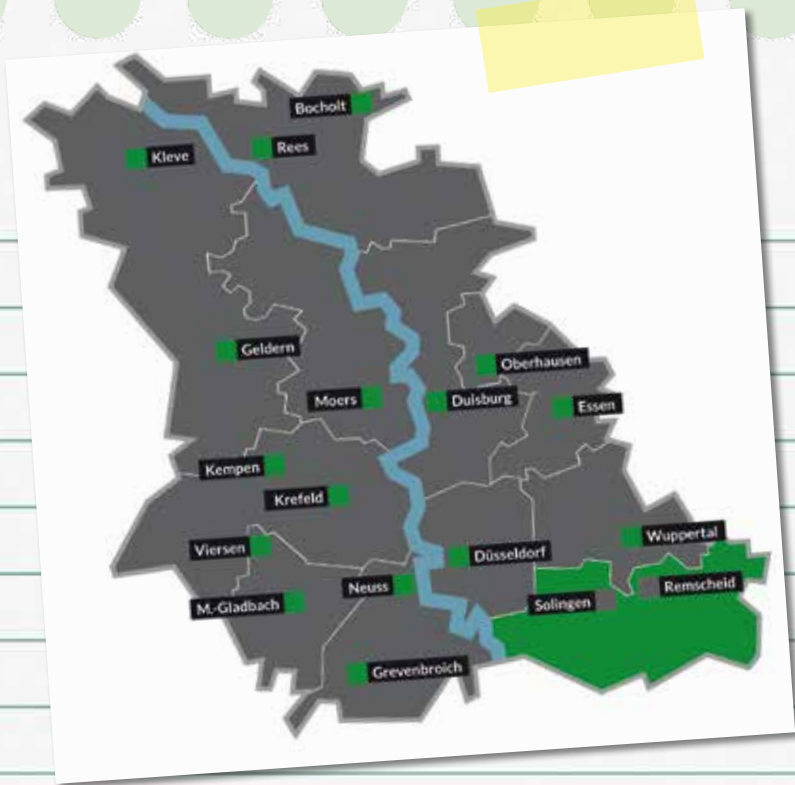 Bocholt
Rees
Kleve
Geldern
Oberhausen
Moers
Duisburg
Essen
Kempen
Krefeld
Viersen
Düsseldorf
Wuppertal
Neuss
M.-Gladbach
Solingen
Remscheid
Grevenbroich